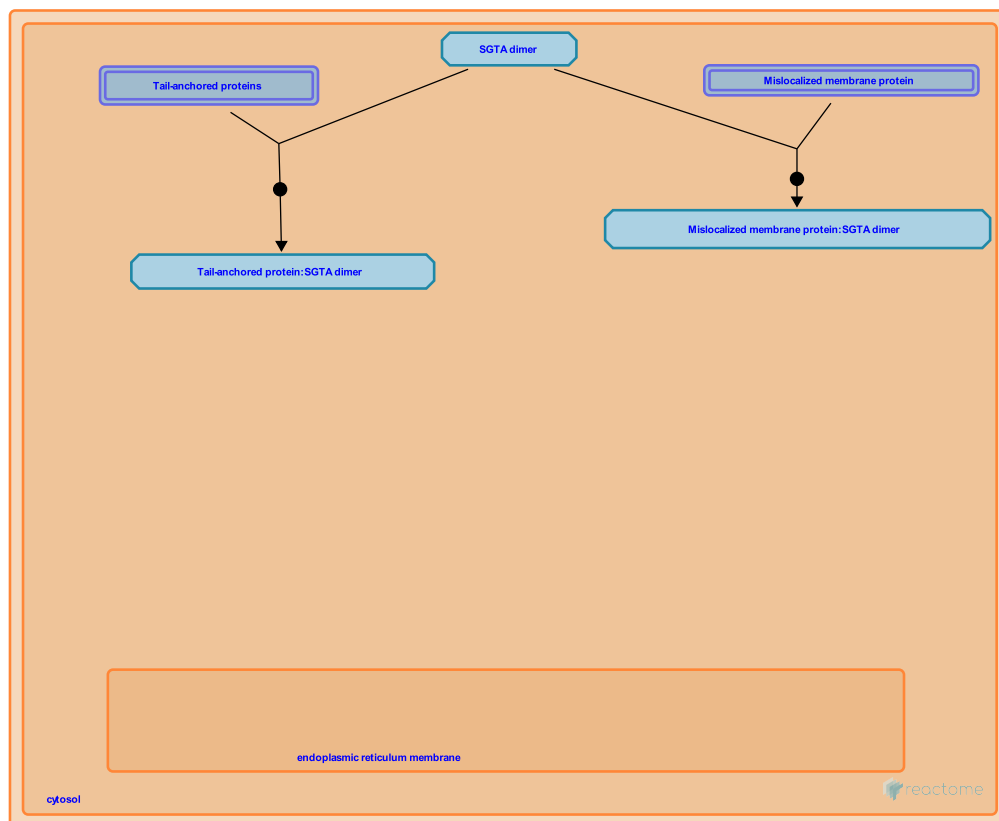 SGTA dimer
Tail-anchored proteins
Mislocalized membrane protein
Mislocalized membrane protein:SGTA dimer
Tail-anchored protein:SGTA dimer
endoplasmic reticulum membrane
cytosol
reactome